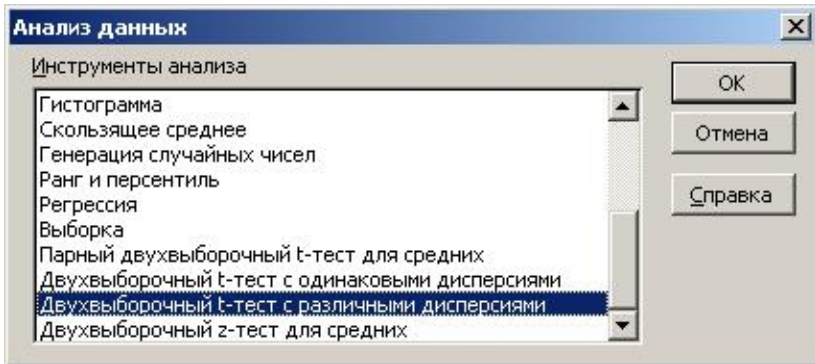 Анализ данных
Инструменты анализа
Гистограмма
Скользящее среднее
Генерация случайных чисел
Ранг и персентиль
Регрессия
Выборка
Парный двухвыборочный t-тест для средних
Двухвыборочный t-тест с одинаковыми дисперсиями
Двухвыборочный t-тест с различными дисперсиями
Двухвыборочный z-тест для средних
OK
Отмена
Справка